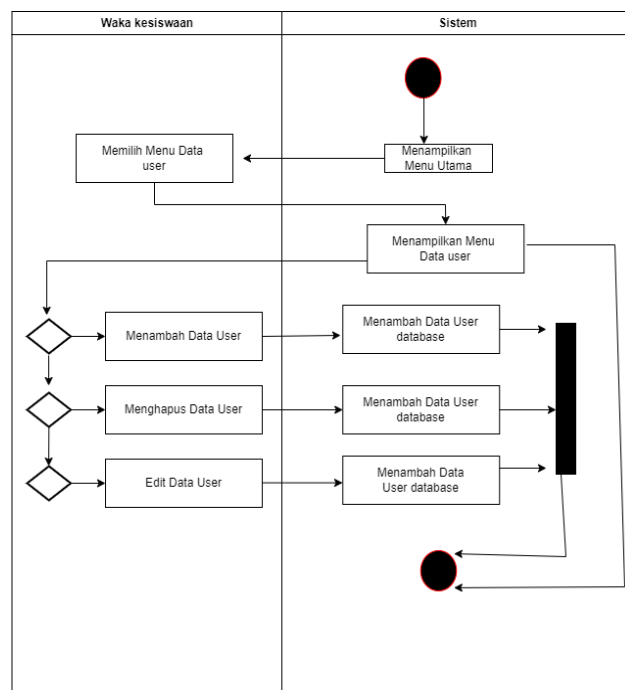 Waka kesiswaan
Sistem
Menampilkan
Menu Utama
Memilih Menu Data
user
Menampilkan Menu
Data user
Menambah Data User
Menambah Data User
database
Menghapus Data User
Menambah Data User
database
Edit Data User
Menambah Data
User database